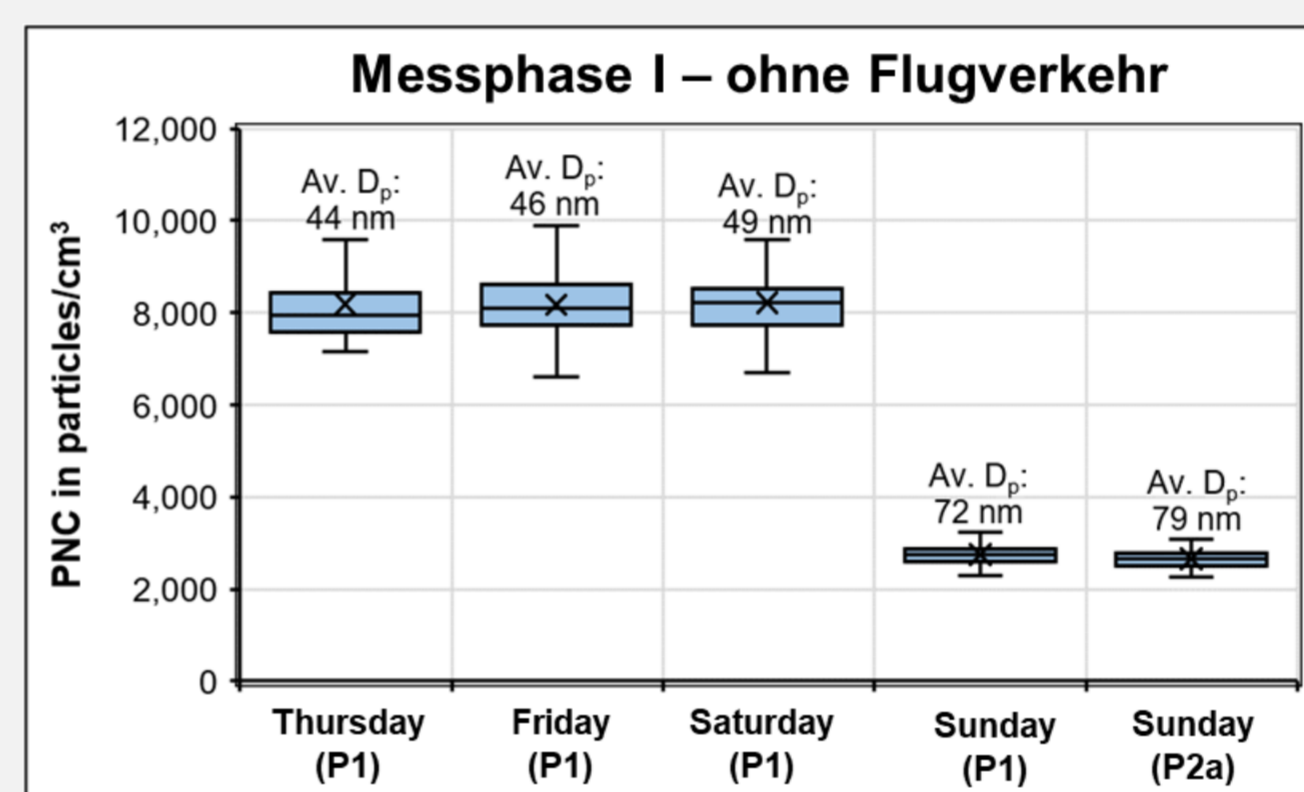 Messphase I – ohne Flugverkehr
PNC in particles/cm³
12,000
10,000
8,000
6,000
4,000
2,000
0
Av. Dp:
44 nm
Av. Dp:
46 nm
Av. Dp:
49 nm
Av. Dp:
72 nm
Av. Dp:
79 nm
Thursday
(P1)
Friday
(P1)
Saturday
(P1)
Sunday
(P1)
Sunday
(P2a)